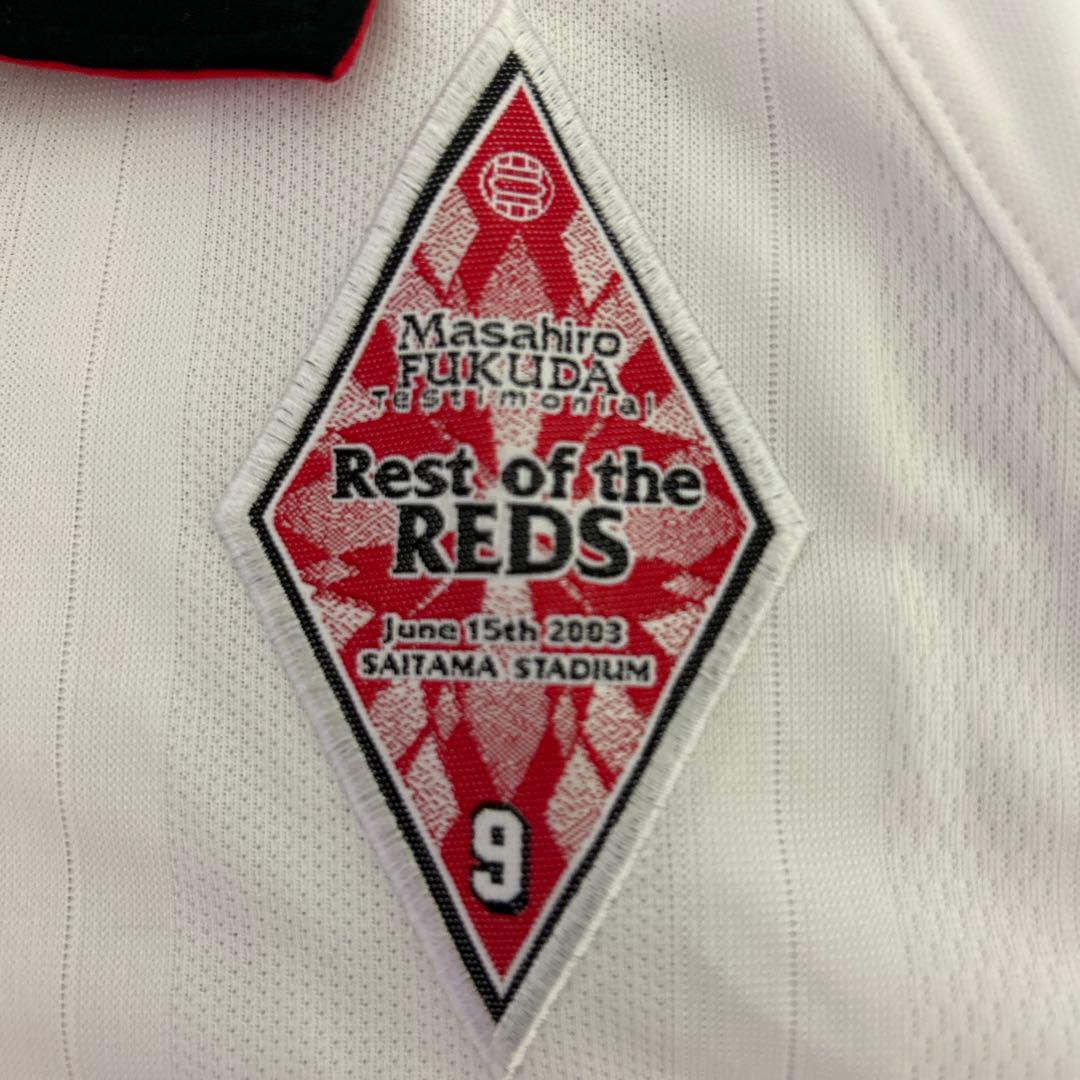 Masahiro
FUKUDA
Testimonial
Rest of the
REDS
June 15th 2003
SAITAMA STADIUM
9